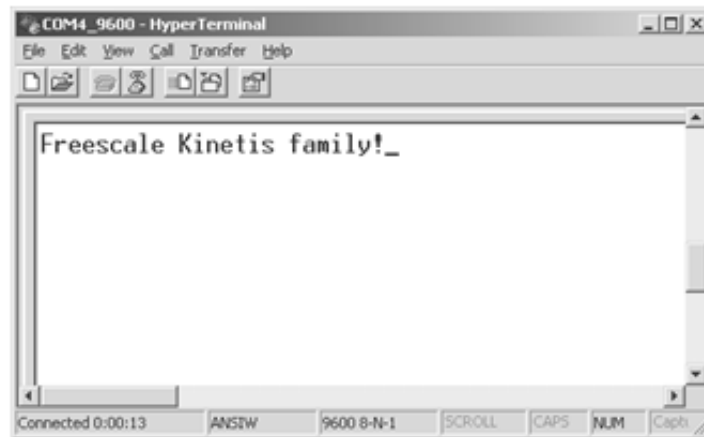 COM4_9600 - HyperTerminal
File Edit View Call Transfer Help
Freescale Kinetis family!_
Connected 0:00:13 ANSIW 9600 8-N-1 SCROLL CAPS NUM Captu